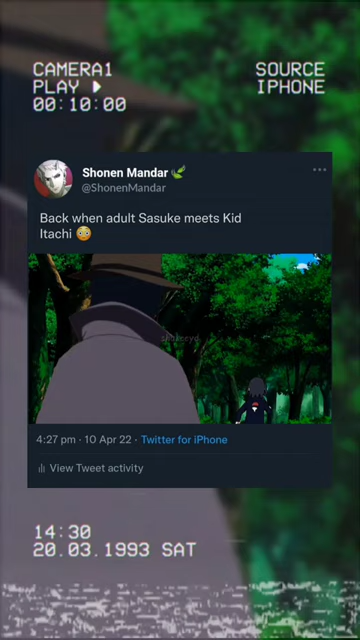 CAMERA1
PLAY
00:10:00
SOURCE
IPHONE
Shonen Mandar
@ShonenMandar
Back when adult Sasuke meets Kid
Itachi 😳
4:27 pm · 10 Apr 22 · Twitter for iPhone
View Tweet activity
14:30
20.03.1993 SAT